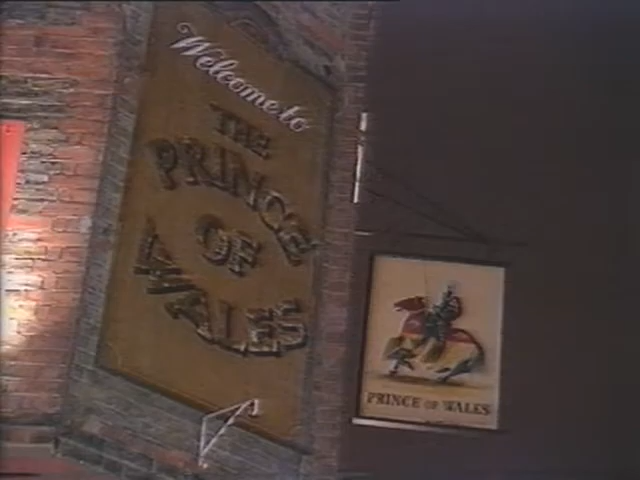 Welcome to
THE
PRINCE
OF
WALES
PRINCE OF WALES